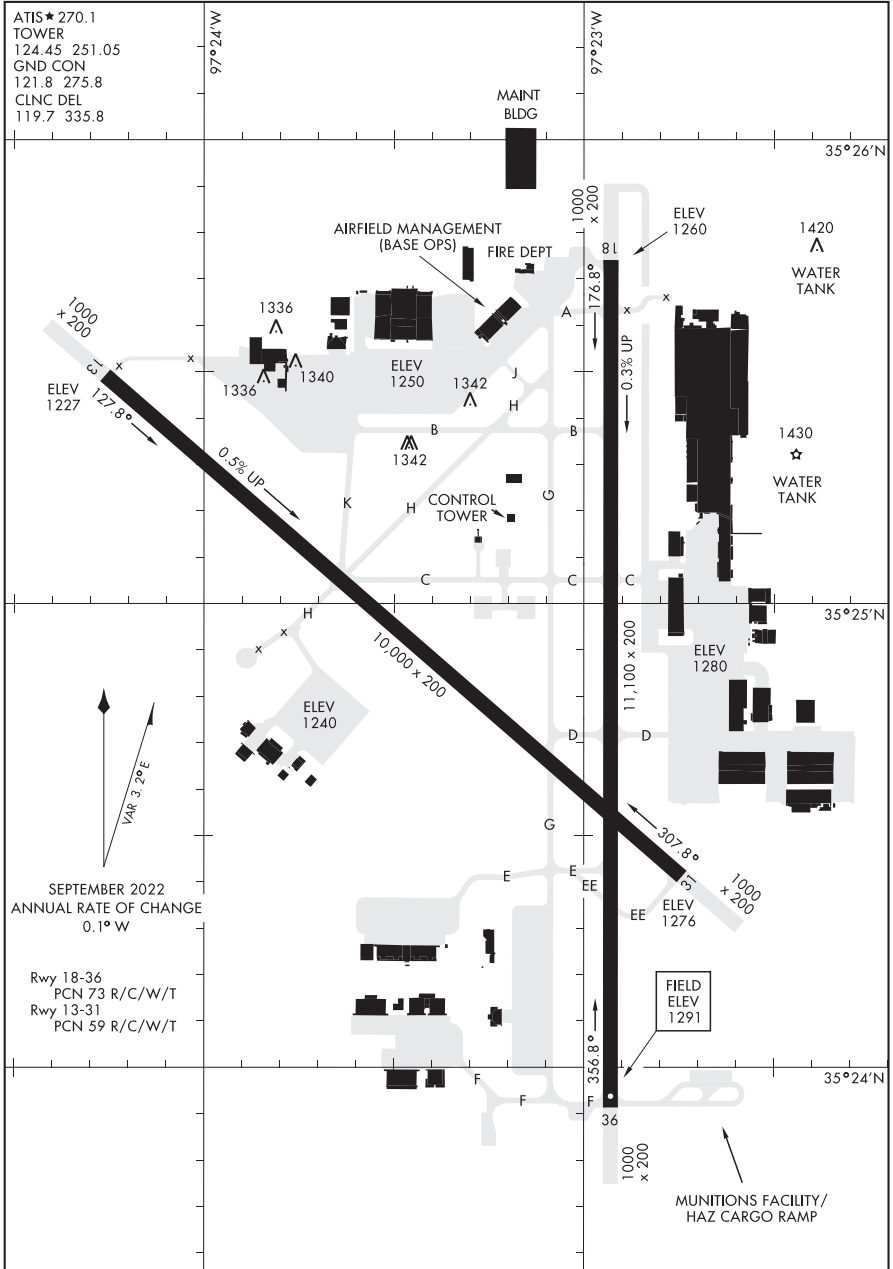 ATIS★ 270.1
TOWER
124.45 251.05
GND CON
121.8 275.8
CLNC DEL
119.7 335.8
97°24'W
97°23'W
MAINT
BLDG
35°26'N
1000
x 200
AIRFIELD MANAGEMENT
(BASE OPS)
FIRE DEPT
ELEV
1260
1420
WATER
TANK
18
176.8°
A
x
x
1000
x 200
1336
1336
1340
x
x
13
ELEV
1227
127.8°
ELEV
1250
1342
J
H
0.3% UP
B
B
1342
1430
WATER
TANK
0.5% UP
K
H
CONTROL
TOWER
G
C
C
C
35°25'N
H
x
x
10,000 x 200
11,100 x 200
ELEV
1280
ELEV
1240
D
D
VAR 3.2° E
G
307.8°
31
1000
x 200
SEPTEMBER 2022
ANNUAL RATE OF CHANGE
0.1° W
E
E
EE
EE
ELEV
1276
Rwy 18-36
PCN 73 R/C/W/T
Rwy 13-31
PCN 59 R/C/W/T
FIELD
ELEV
1291
356.8°
35°24'N
F
F
F
36
1000
x 200
MUNITIONS FACILITY/
HAZ CARGO RAMP